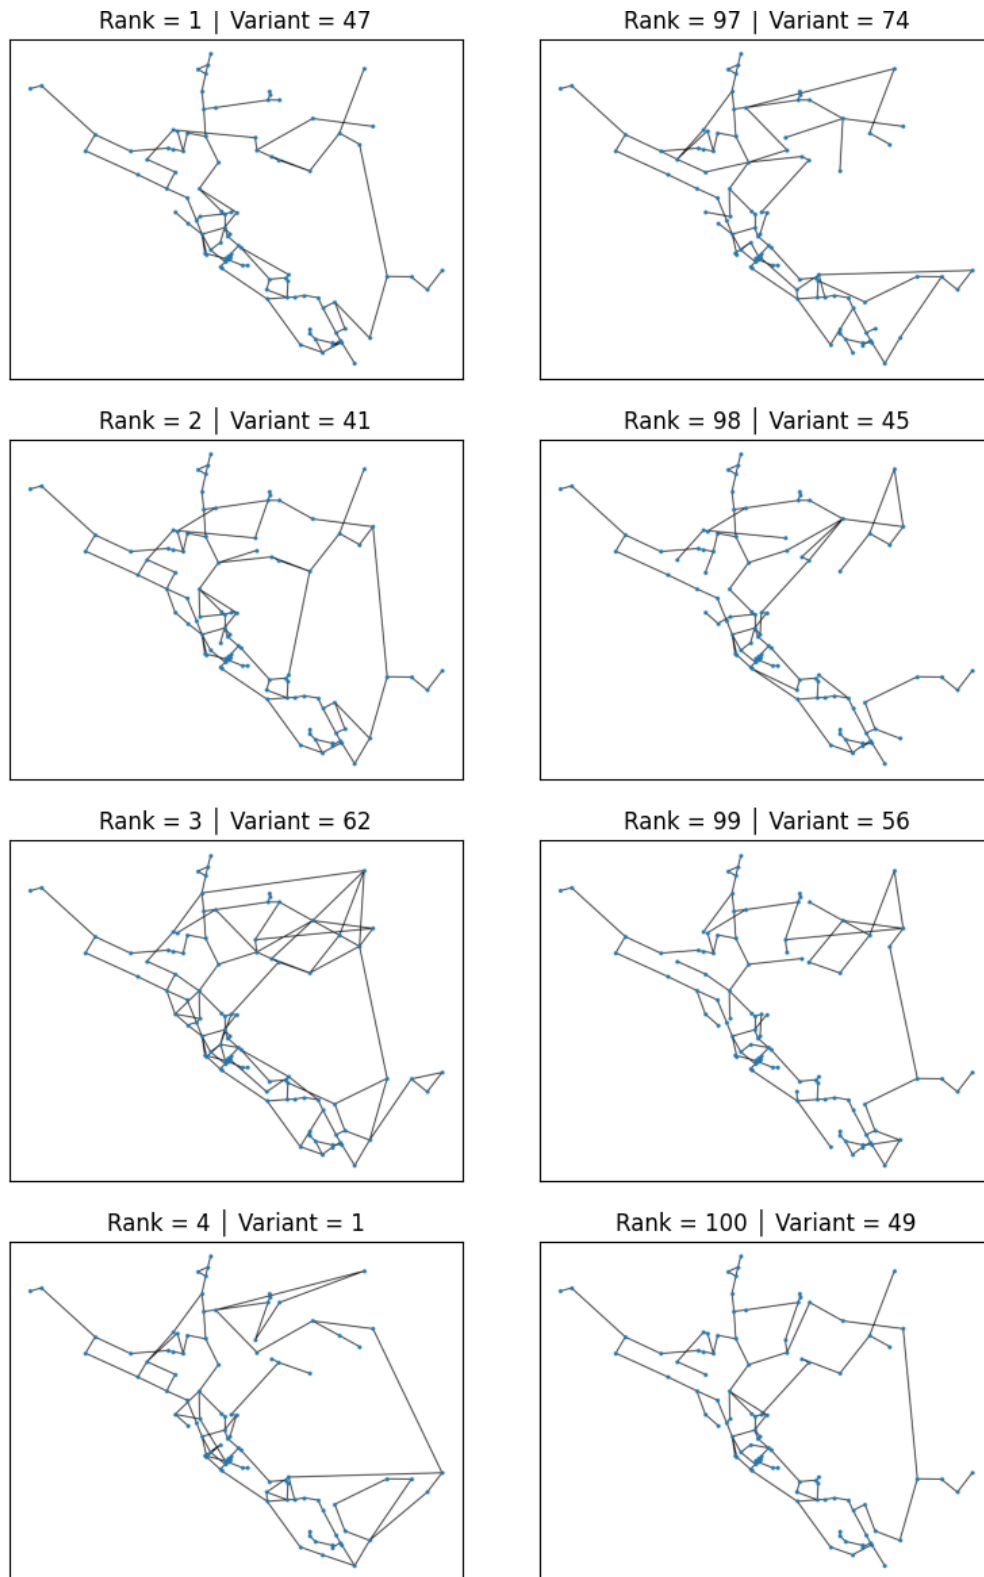 Rank = 1 | Variant = 47
Rank = 97 | Variant = 74
Rank = 2 | Variant = 41
Rank = 98 | Variant = 45
Rank = 3 | Variant = 62
Rank = 99 | Variant = 56
Rank = 4 | Variant = 1
Rank = 100 | Variant = 49